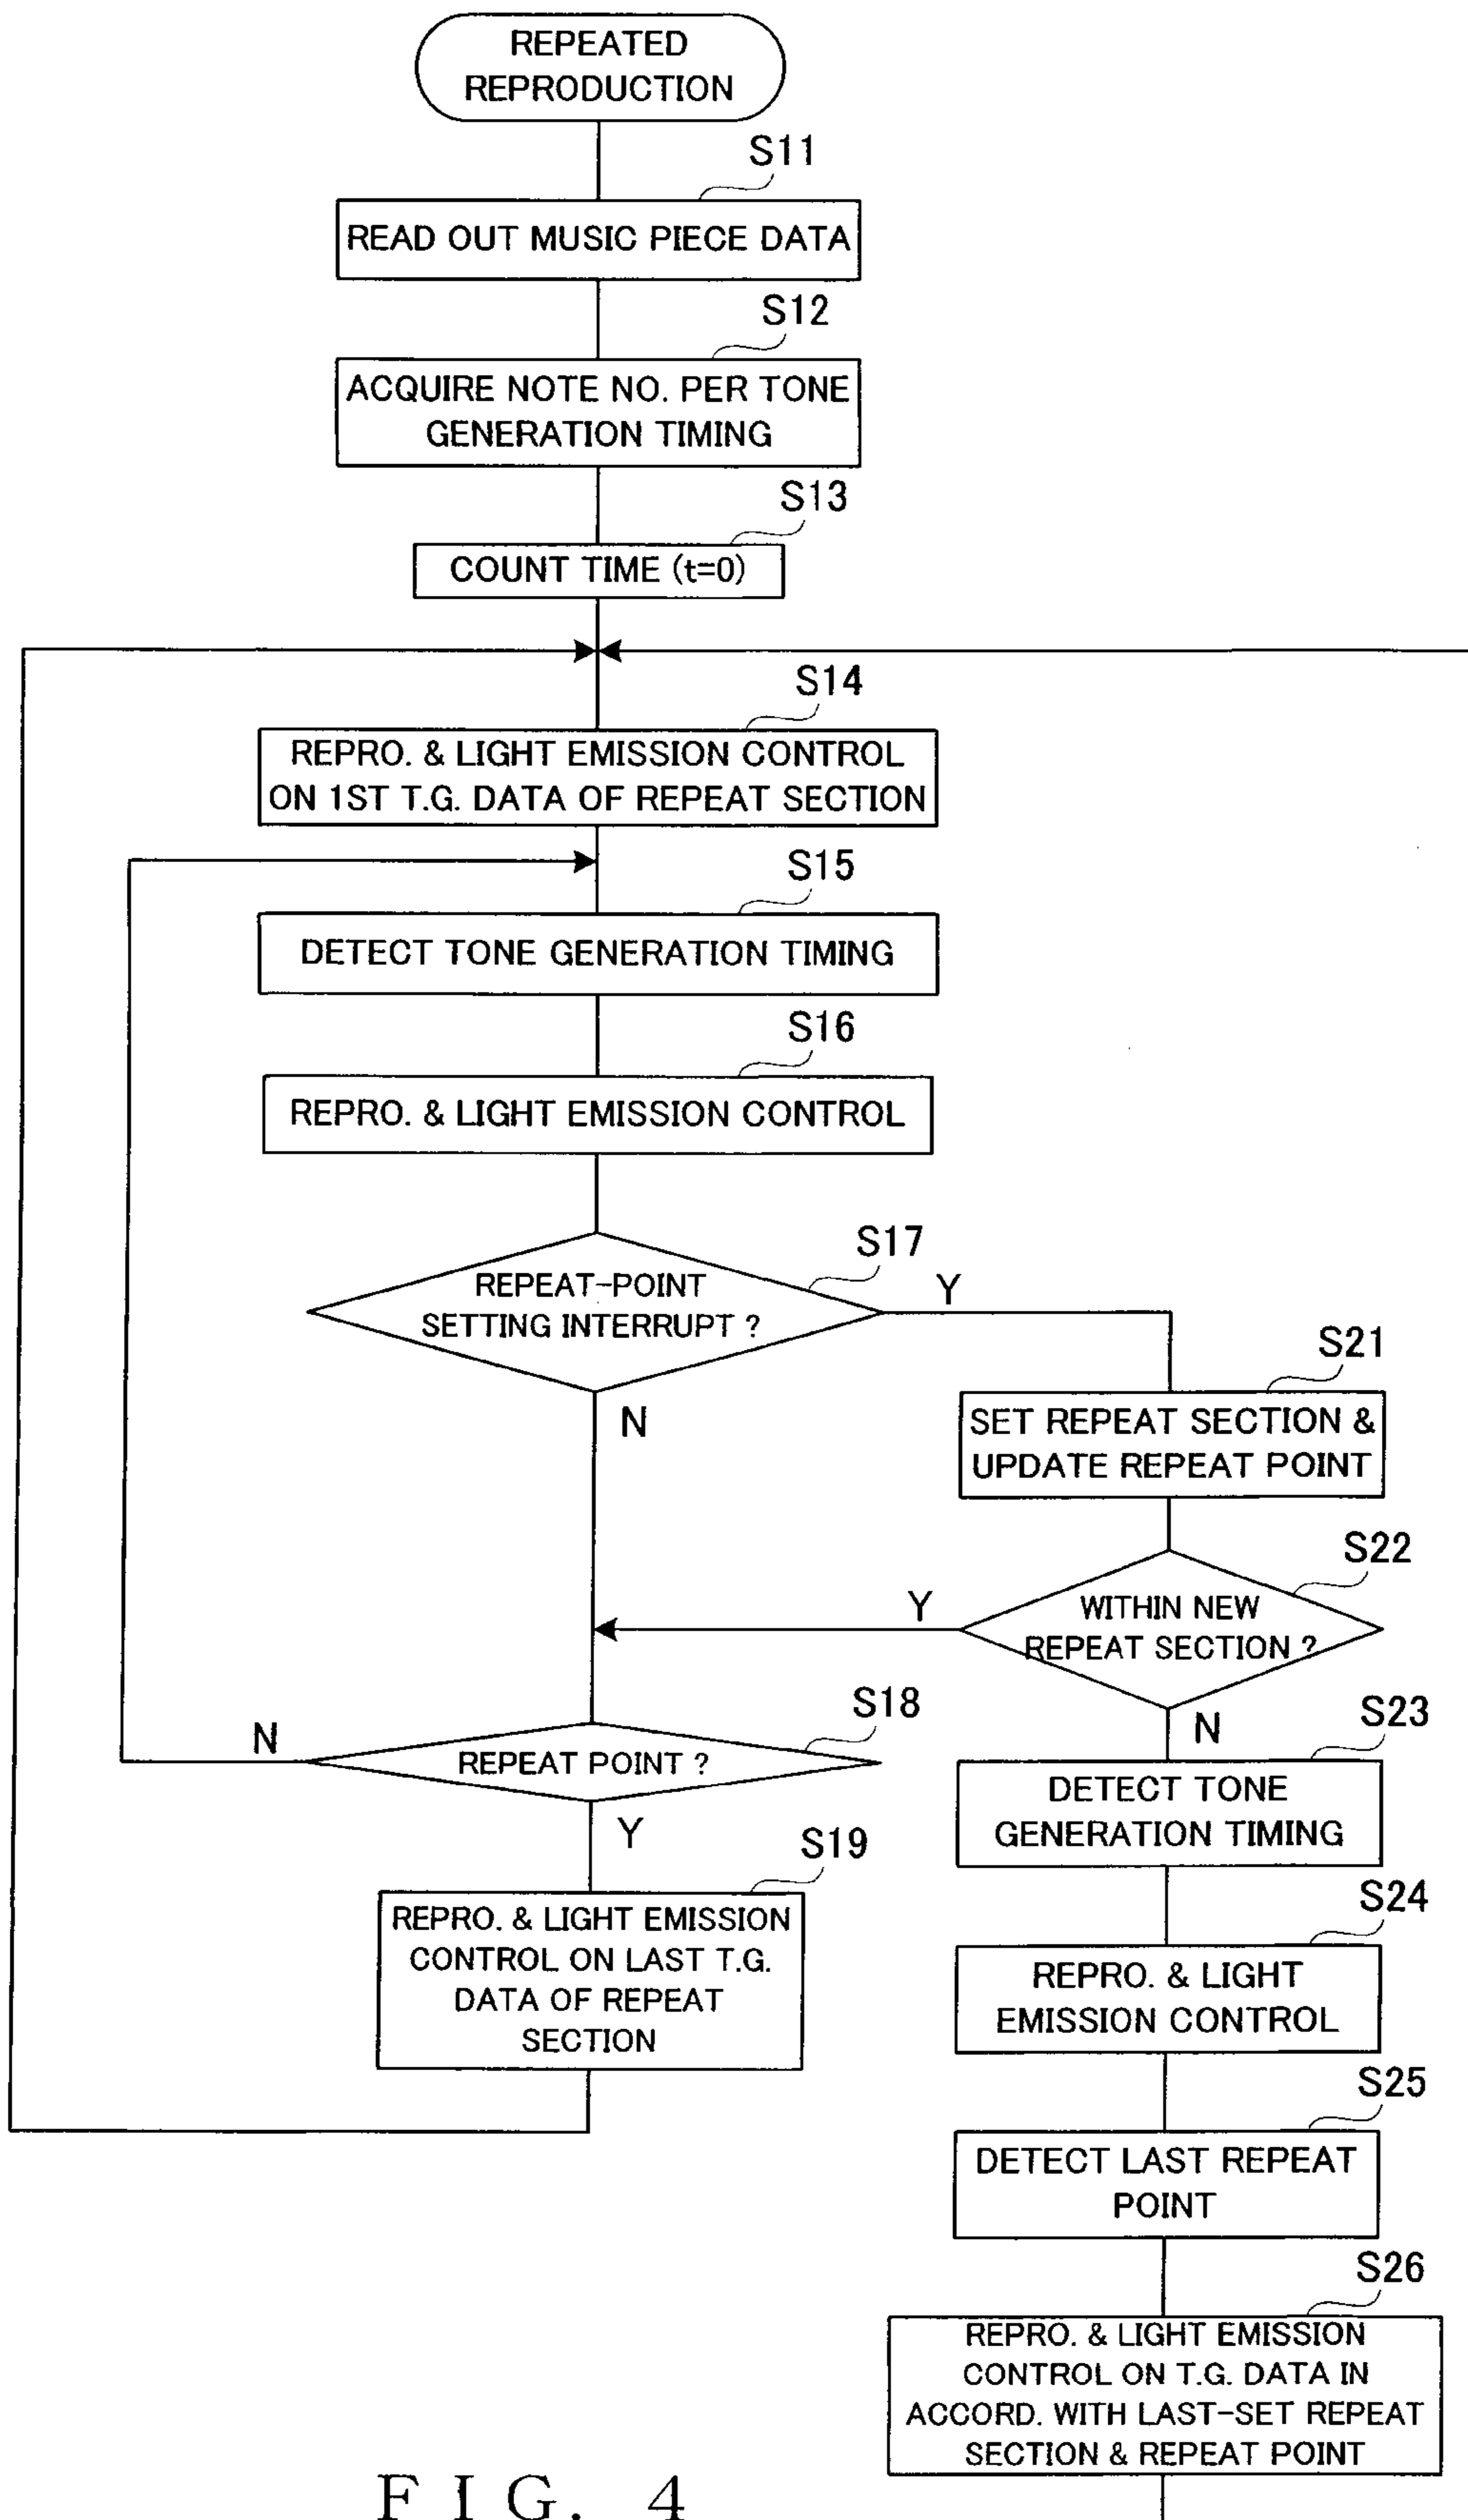 REPEATED
REPRODUCTION
S11
READ OUT MUSIC PIECE DATA
S12
ACQUIRE NOTE NO. PER TONE
GENERATION TIMING
S13
COUNT TIME (t=0)
S14
REPRO. & LIGHT EMISSION CONTROL
ON 1ST T.G. DATA OF REPEAT SECTION
S15
DETECT TONE GENERATION TIMING
S16
REPRO. & LIGHT EMISSION CONTROL
S17
REPEAT-POINT
SETTING INTERRUPT ?
Y
N
S21
SET REPEAT SECTION &
UPDATE REPEAT POINT
S22
WITHIN NEW
REPEAT SECTION ?
Y
N
S18
REPEAT POINT ?
N
Y
S19
REPRO. & LIGHT EMISSION
CONTROL ON LAST T.G.
DATA OF REPEAT
SECTION
S23
DETECT TONE
GENERATION TIMING
S24
REPRO. & LIGHT
EMISSION CONTROL
S25
DETECT LAST REPEAT
POINT
S26
REPRO. & LIGHT EMISSION
CONTROL ON T.G. DATA IN
ACCORD. WITH LAST-SET REPEAT
SECTION & REPEAT POINT
FIG. 4